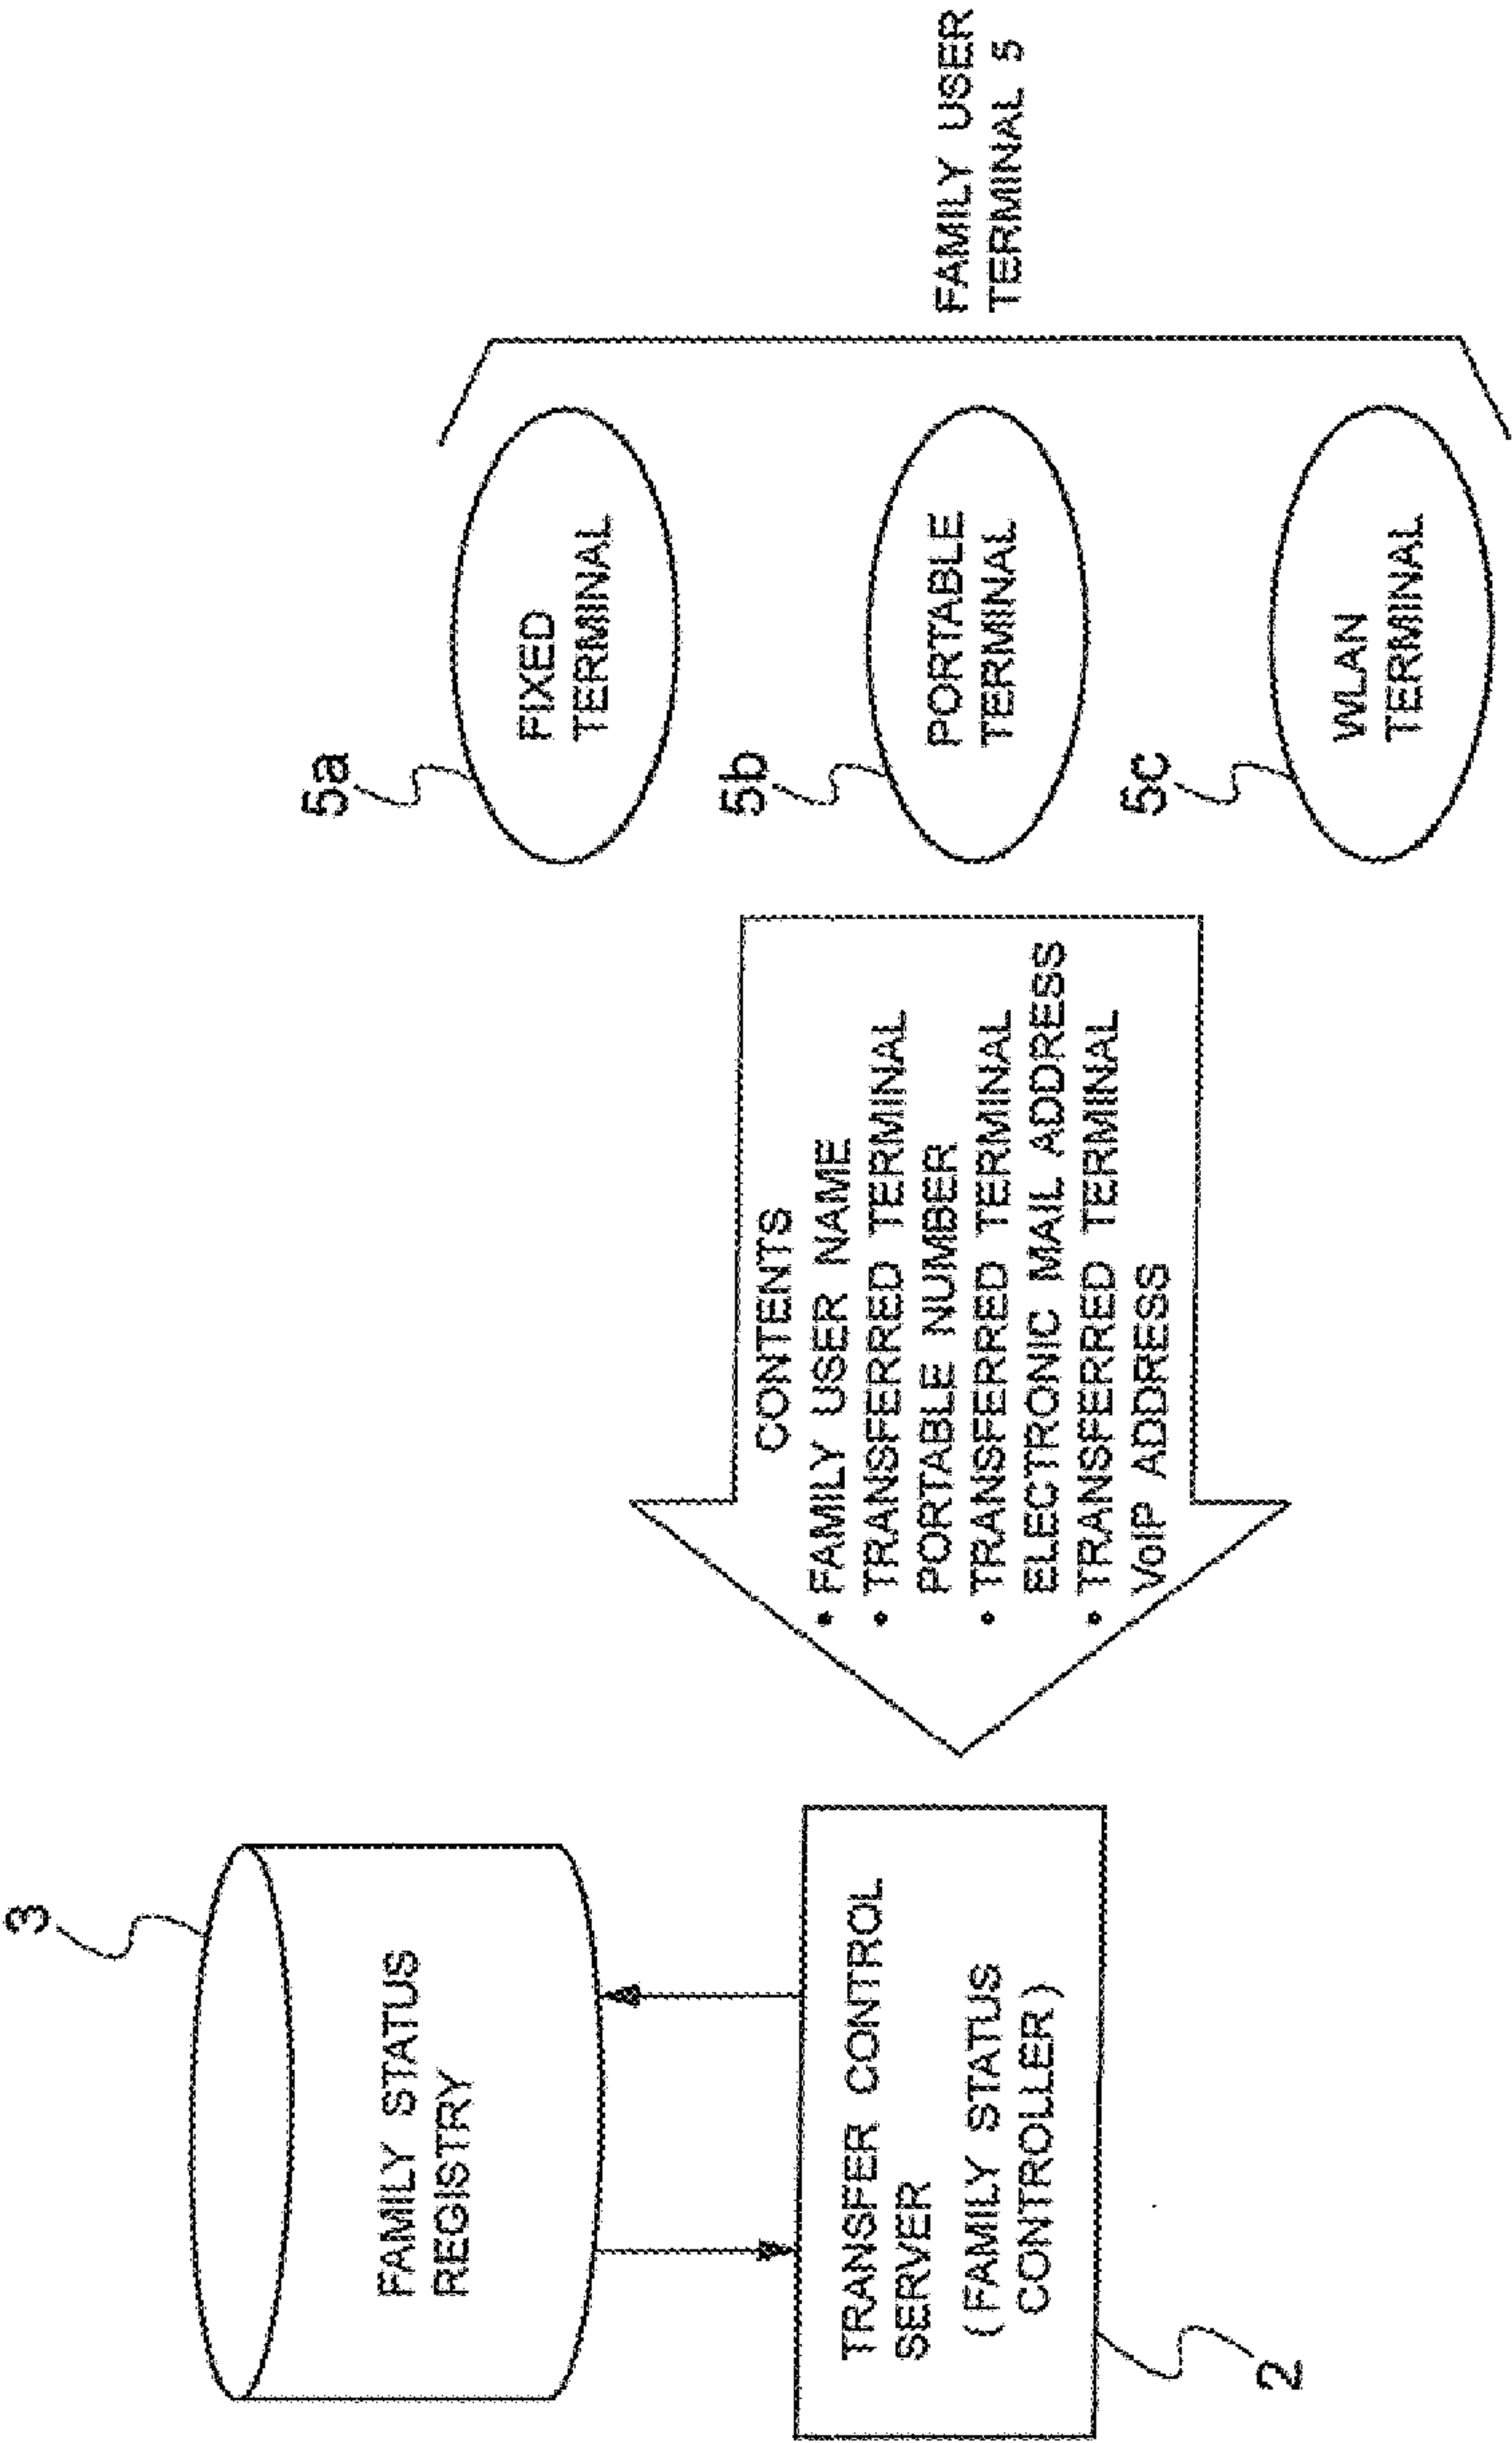 3
FAMILY STATUS
REGISTRY
TRANSFER CONTROL
SERVER
( FAMILY STATUS
CONTROLLER )
2
CONTENTS
• FAMILY USER NAME
• TRANSFERRED TERMINAL
PORTABLE NUMBER
• TRANSFERRED TERMINAL
ELECTRONIC MAIL ADDRESS
• TRANSFERRED TERMINAL
VoIP ADDRESS
5a
FIXED
TERMINAL
5b
PORTABLE
TERMINAL
5c
WLAN
TERMINAL
FAMILY USER
TERMINAL 5